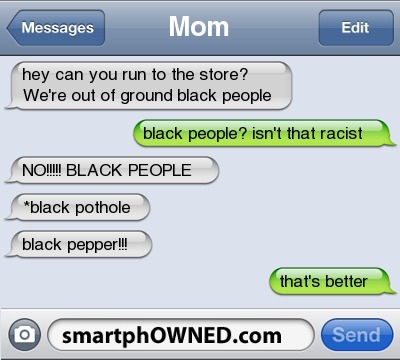 Messages
Mom
Edit
hey can you run to the store?
We're out of ground black people
black people? isn't that racist
NO!!!!! BLACK PEOPLE
*black pothole
black pepper!!!
that's better
smartphOWNED.com
Send